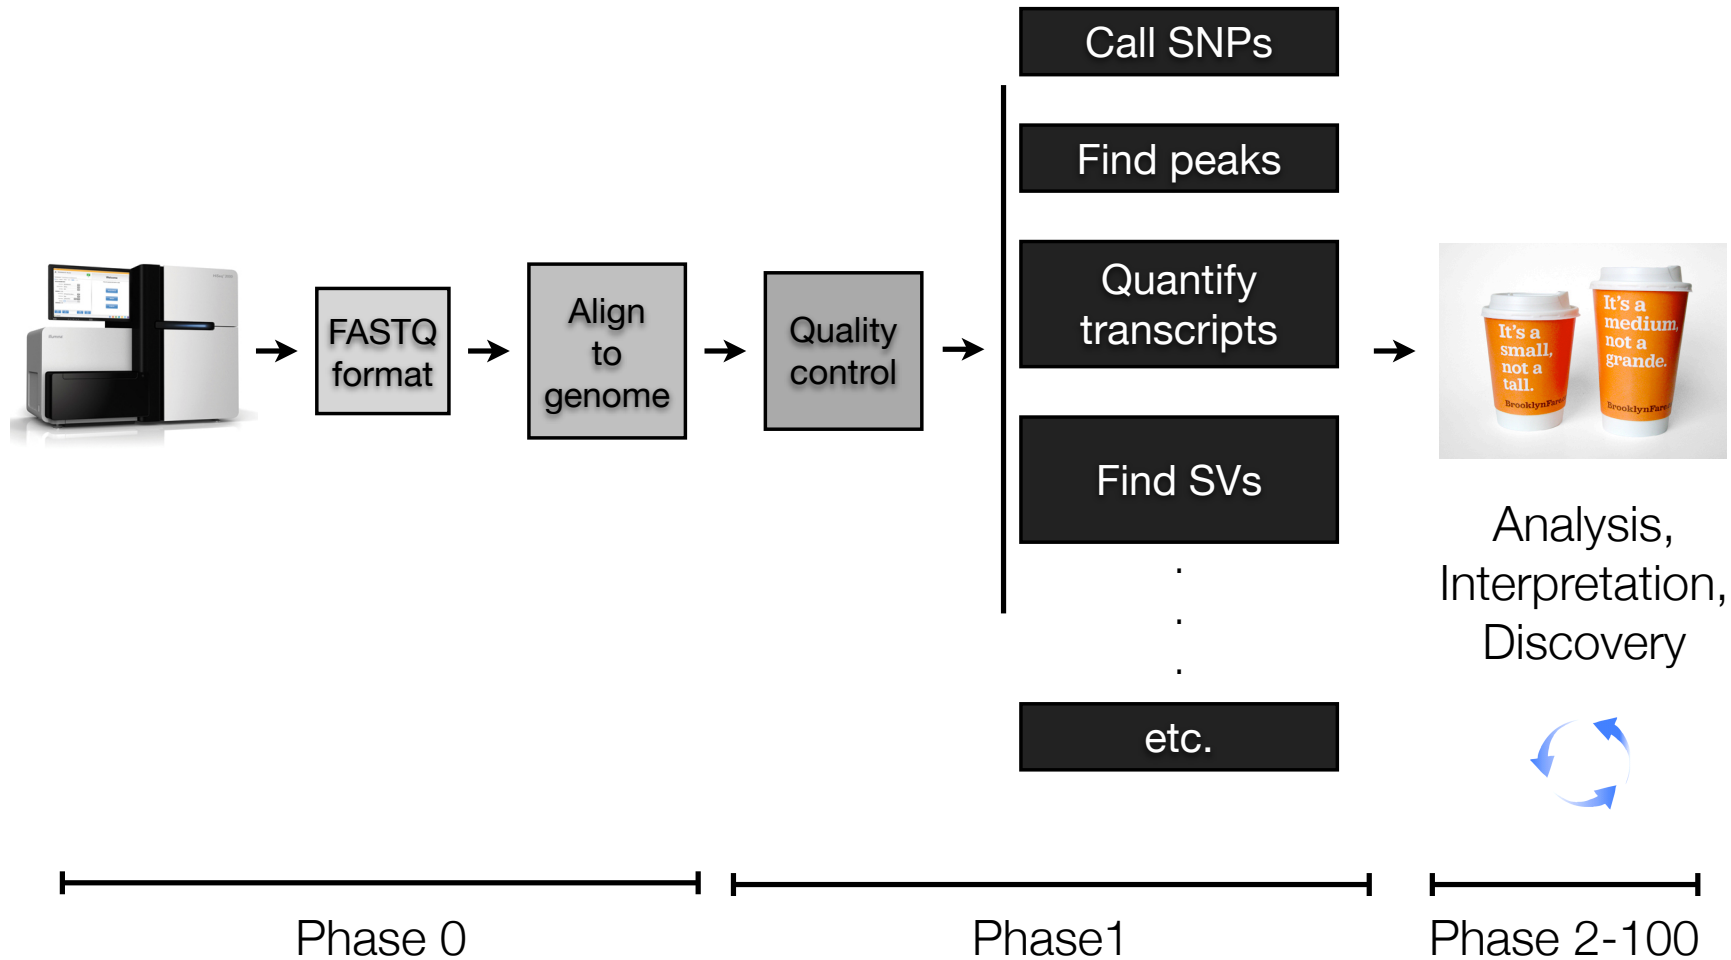 Call SNPs
Find peaks
Quantify
transcripts
Find SVs
.
.
.
etc.
FASTQ
format
Align
to
genome
Quality
control
It's a
small,
not a
tall.
BrooklynFare
It's a
medium,
not a
grande.
BrooklynFare
Analysis,
Interpretation,
Discovery
Phase 0
Phase1
Phase 2-100